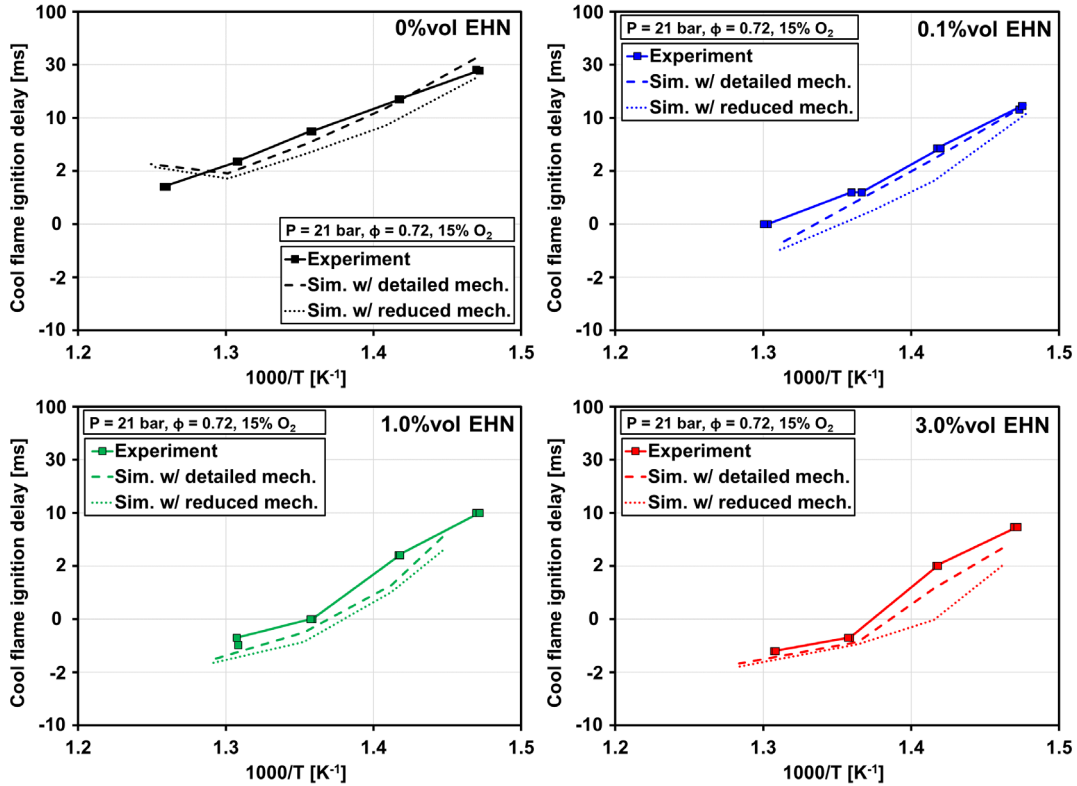 0%vol EHN
Cool flame ignition delay [ms]
100
30
10
2
0
-2
-10
P = 21 bar, ϕ = 0.72, 15% O₂
Experiment
Sim. w/ detailed mech.
Sim. w/ reduced mech.
1.2
1.3
1.4
1.5
1000/T [K⁻¹]
0.1%vol EHN
Cool flame ignition delay [ms]
100
30
10
2
0
-2
-10
P = 21 bar, ϕ = 0.72, 15% O₂
Experiment
Sim. w/ detailed mech.
Sim. w/ reduced mech.
1.2
1.3
1.4
1.5
1000/T [K⁻¹]
1.0%vol EHN
Cool flame ignition delay [ms]
100
30
10
2
0
-2
-10
P = 21 bar, ϕ = 0.72, 15% O₂
Experiment
Sim. w/ detailed mech.
Sim. w/ reduced mech.
1.2
1.3
1.4
1.5
1000/T [K⁻¹]
3.0%vol EHN
Cool flame ignition delay [ms]
100
30
10
2
0
-2
-10
P = 21 bar, ϕ = 0.72, 15% O₂
Experiment
Sim. w/ detailed mech.
Sim. w/ reduced mech.
1.2
1.3
1.4
1.5
1000/T [K⁻¹]